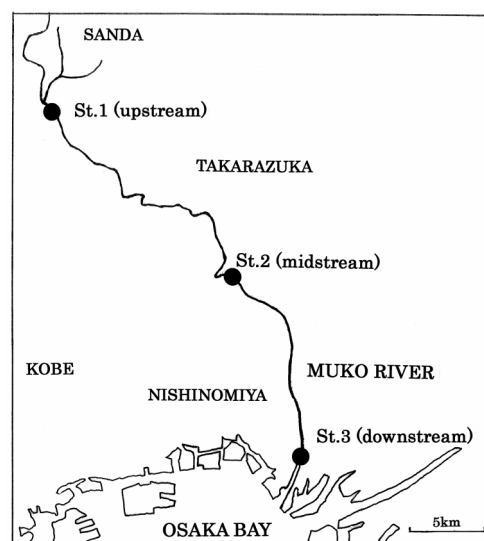 SANDA
St.1 (upstream)
TAKARAZUKA
St.2 (midstream)
KOBE
MUKO RIVER
NISHINOMIYA
St.3 (downstream)
5km
OSAKA BAY